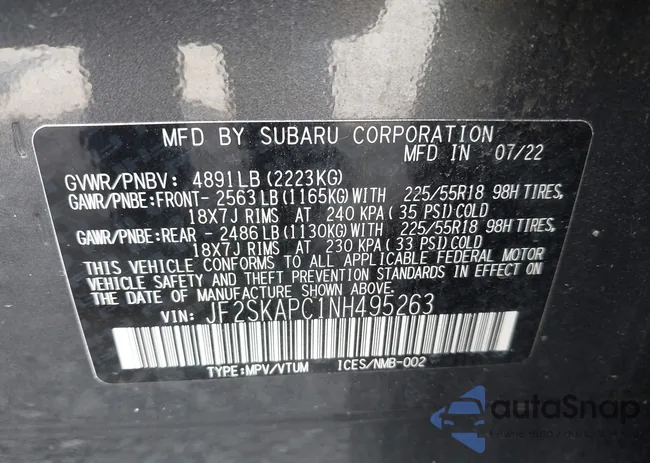 MFD BY SUBARU CORPORATION
MFD IN 07/22
GVWR/PNBV: 4891LB (2223KG)
GAWR/PNBE:FRONT- 2563LB (1165KG)WITH 225/55R18 98H TIRES,
18X7J RIMS AT 240 KPA (35 PSI)COLD
GAWR/PNBE:REAR - 2486LB (1130KG)WITH 225/55R18 98H TIRES,
18X7J RIMS AT 230 KPA (33 PSI)COLD
THIS VEHICLE CONFORMS TO ALL APPLICABLE FEDERAL MOTOR
VEHICLE SAFETY AND THEFT PREVENTION STANDARDS IN EFFECT ON
THE DATE OF MANUFACTURE SHOWN ABOVE.
VIN: JF2SKAPC1NH495263
TYPE:MPV/VTUM ICES/NMB-002
autoSnap